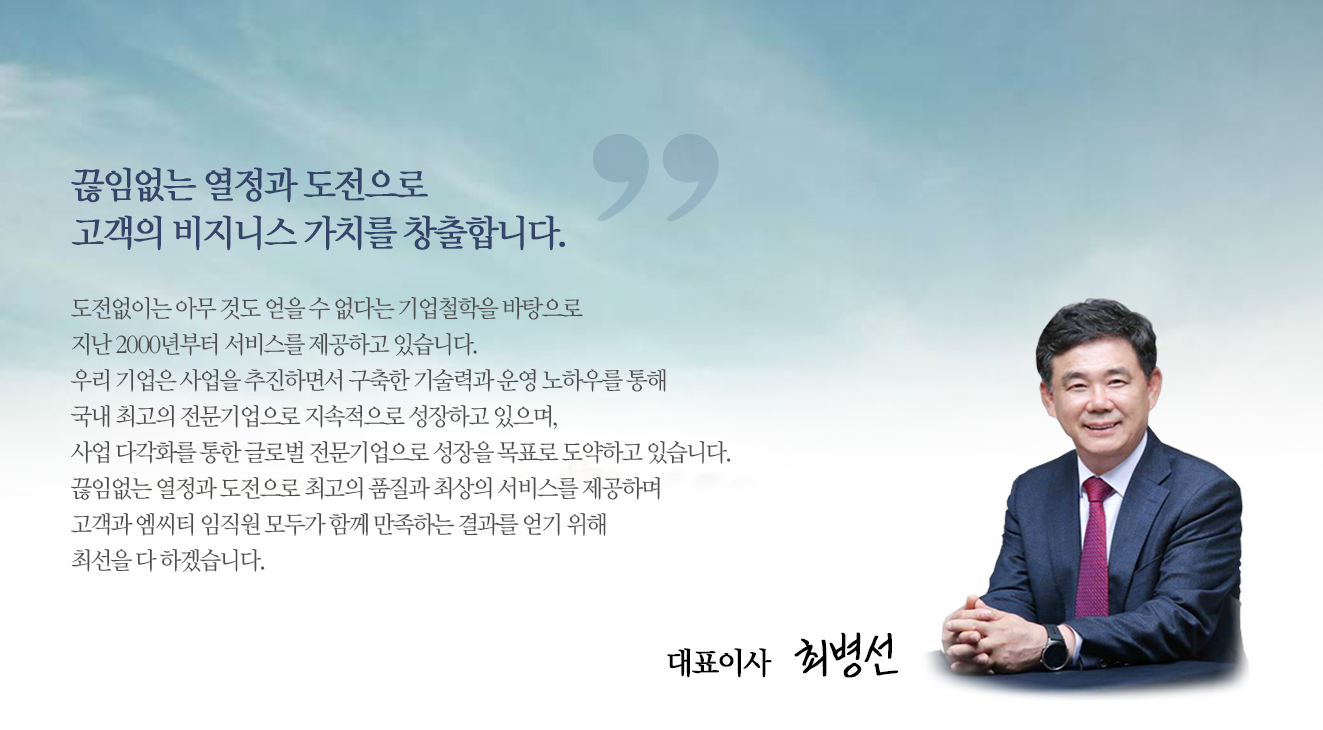 끊임없는 열정과 도전으로
고객의 비지니스 가치를 창출합니다.
”
도전없이는 아무 것도 얻을 수 없다는 기업철학을 바탕으로
지난 2000년부터 서비스를 제공하고 있습니다.
우리 기업은 사업을 추진하면서 구축한 기술력과 운영 노하우를 통해
국내 최고의 전문기업으로 지속적으로 성장하고 있으며,
사업 다각화를 통한 글로벌 전문기업으로 성장을 목표로 도약하고 있습니다.
끊임없는 열정과 도전으로 최고의 품질과 최상의 서비스를 제공하며
고객과 엠씨티 임직원 모두가 함께 만족하는 결과를 얻기 위해
최선을 다 하겠습니다.
대표이사 최병선